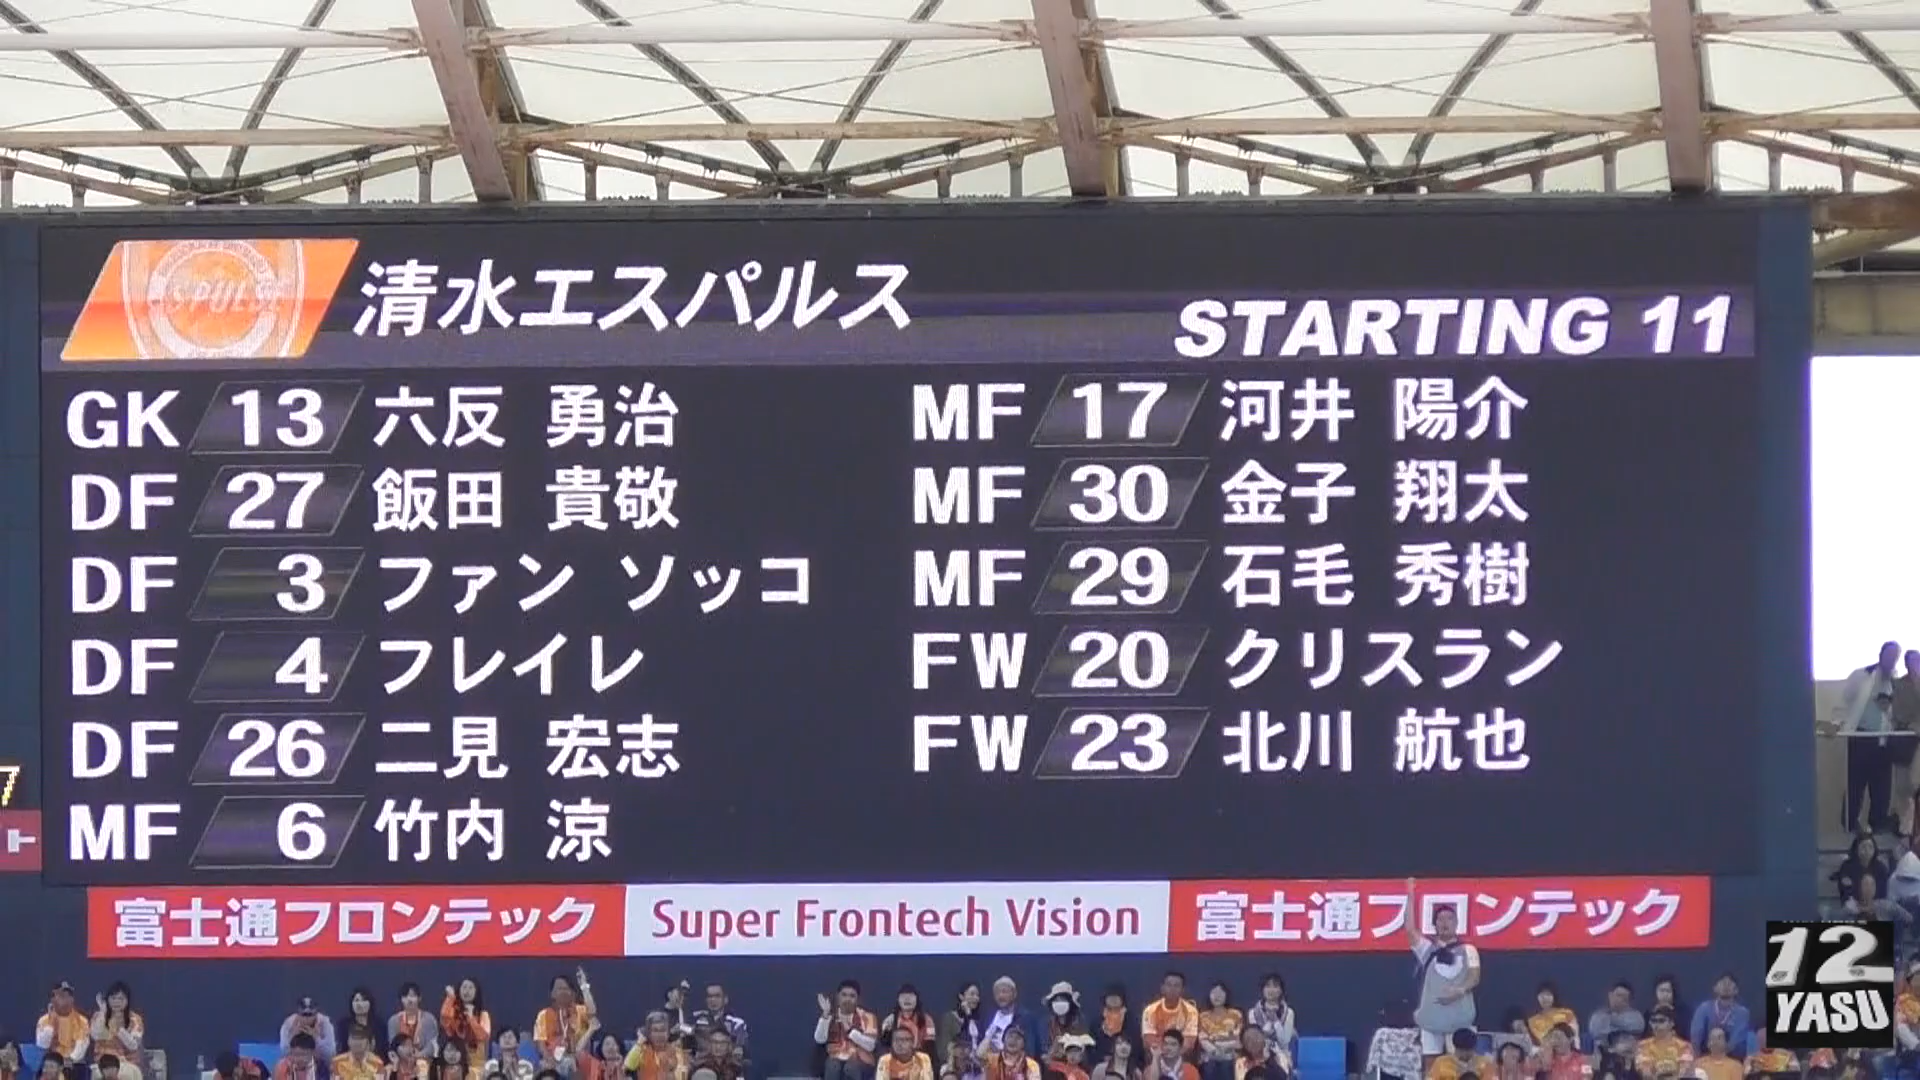 清水エスパルス
STARTING 11
GK 13 六反 勇治
DF 27 飯田 貴敬
DF 3 ファン ソッコ
DF 4 フレイレ
DF 26 二見 宏志
MF 6 竹内 涼
MF 17 河井 陽介
MF 30 金子 翔太
MF 29 石毛 秀樹
FW 20 クリスラン
FW 23 北川 航也
富士通フロンテック Super Frontech Vision 富士通フロンテック
12
YASU